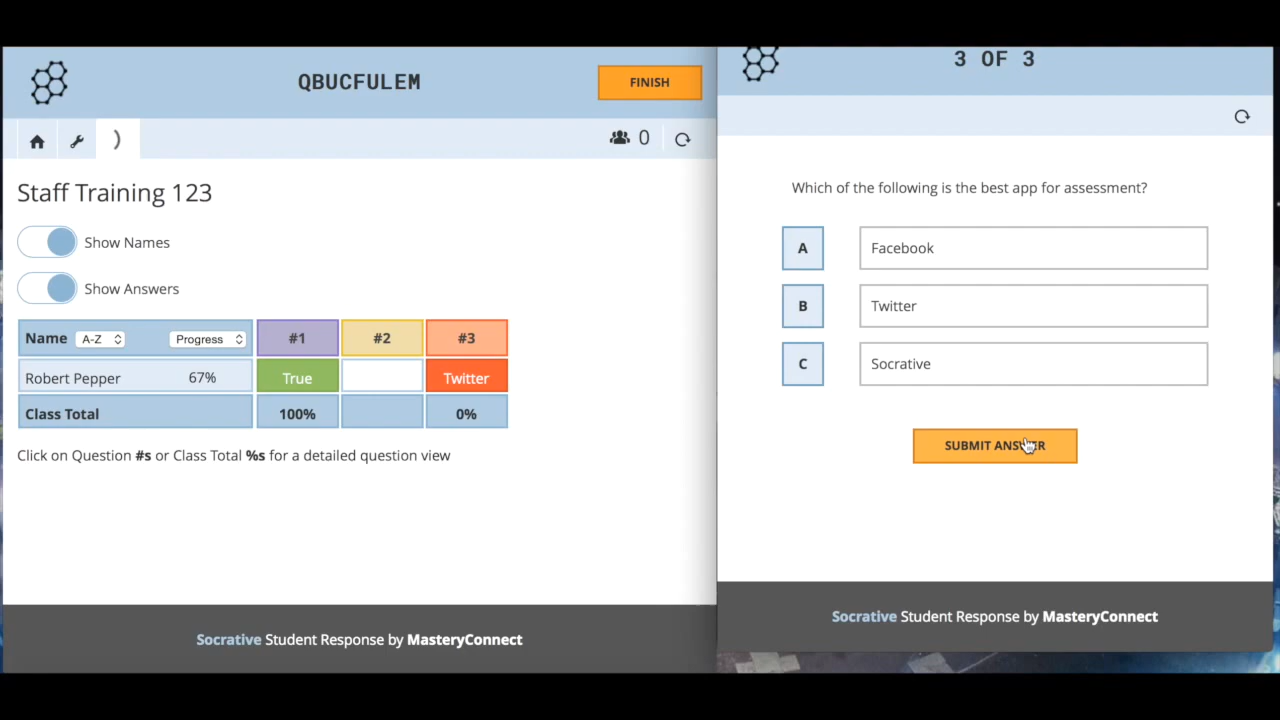 QBUCFULEM
FINISH
0
Staff Training 123
Show Names
Show Answers
Name A-Z Progress #1 #2 #3
Robert Pepper 67% True Twitter
Class Total 100% 0%
Click on Question #s or Class Total %s for a detailed question view
Socrative Student Response by MasteryConnect
3 OF 3
Which of the following is the best app for assessment?
A Facebook
B Twitter
C Socrative
SUBMIT ANSWER
Socrative Student Response by MasteryConnect